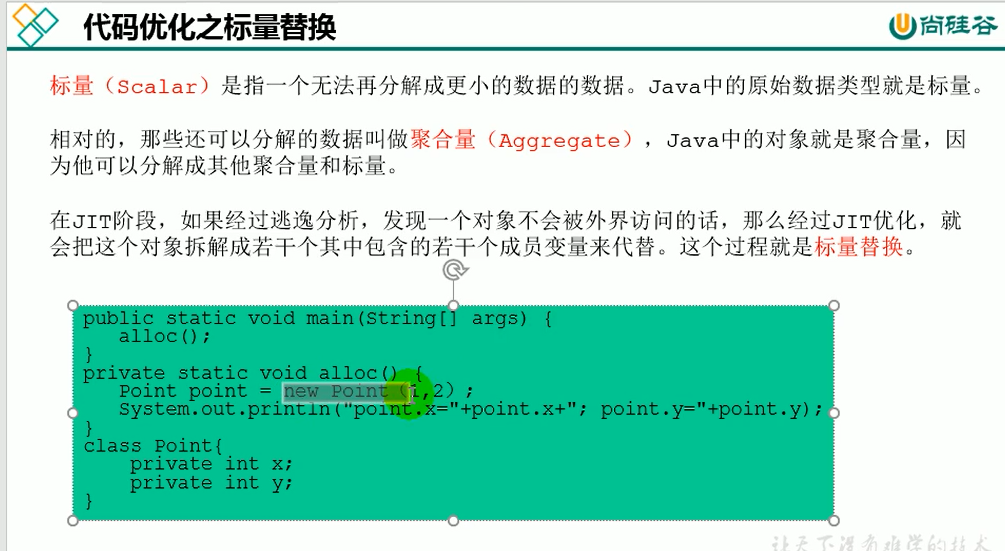 代码优化之标量替换
尚硅谷
标量（Scalar）是指一个无法再分解成更小的数据的数据。Java中的原始数据类型就是标量。
相对的，那些还可以分解的数据叫做聚合量（Aggregate），Java中的对象就是聚合量，因
为他可以分解成其他聚合量和标量。
在JIT阶段，如果经过逃逸分析，发现一个对象不会被外界访问的话，那么经过JIT优化，就
会把这个对象拆解成若干个其中包含的若干个成员变量来代替。这个过程就是标量替换。
public static void main(String[] args) {
alloc();
}
private static void alloc() {
Point point = new Point（1,2）;
System.out.println("point.x="+point.x+"; point.y="+point.y);
}
class Point{
private int x;
private int y;
}
让天下没有难学的技术